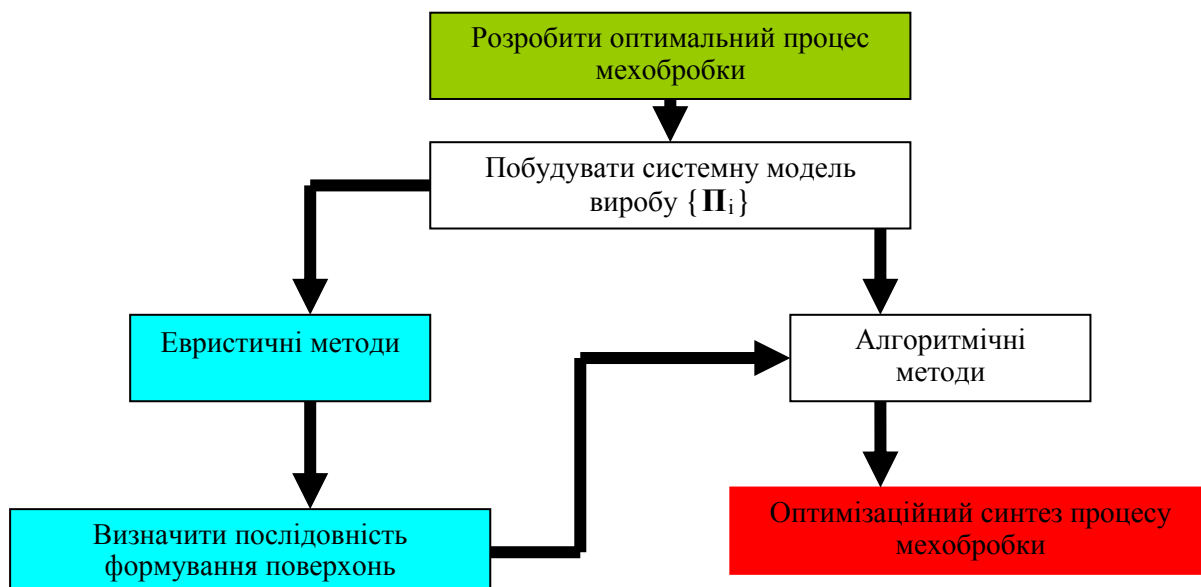 Розробити оптимальний процес
мехобробки
Побудувати системну модель
виробу {Пi}
Евристичні методи
Алгоритмічні
методи
Визначити послідовність
формування поверхонь
Оптимізаційний синтез процесу
мехобробки